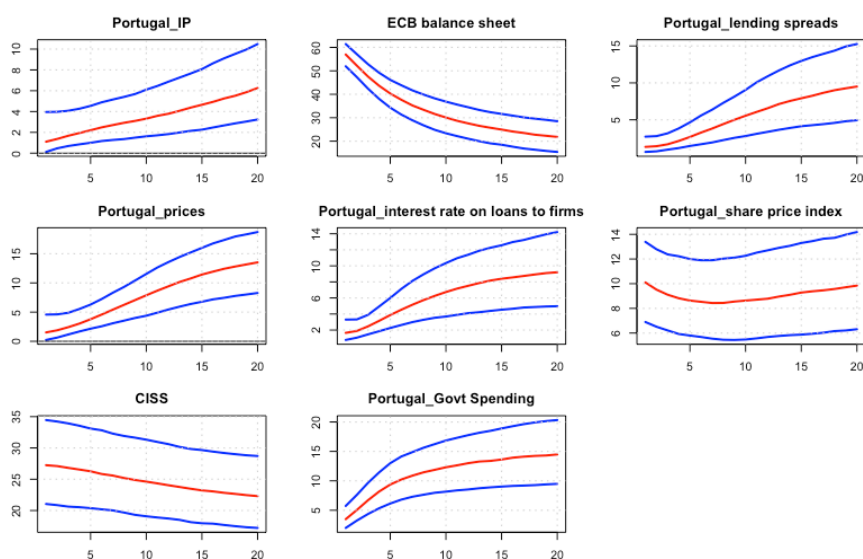 Portugal_IP
10
8
6
4
2
0
5 10 15 20
ECB balance sheet
60
50
40
30
20
5 10 15 20
Portugal_lending spreads
15
10
5
5 10 15 20
Portugal_prices
15
10
5
0
5 10 15 20
Portugal_interest rate on loans to firms
14
10
6
2
5 10 15 20
Portugal_share price index
14
12
10
8
6
5 10 15 20
CISS
35
30
25
20
5 10 15 20
Portugal_Govt Spending
20
15
10
5
5 10 15 20